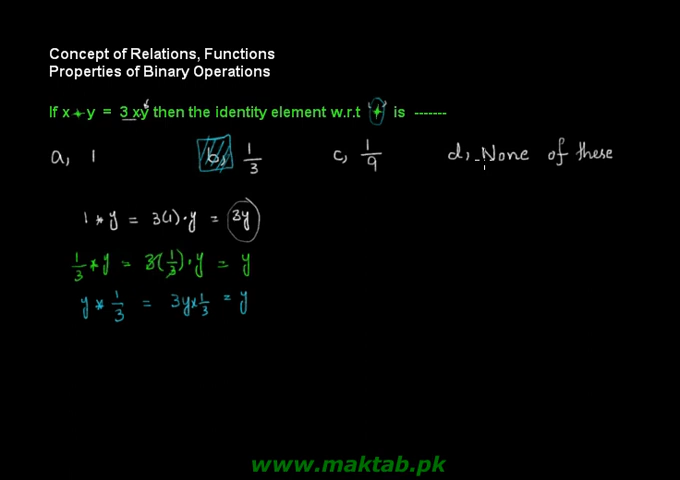 Concept of Relations, Functions
Properties of Binary Operations
If x ✦ y = 3 xy then the identity element w.r.t '✦' is -------
a, 1 b, 1/3 c, 1/9 d, None of these
1 * y = 3(1)·y = 3y
1/3 * y = 3(1/3)·y = y
y * 1/3 = 3y×1/3 = y
www.maktab.pk